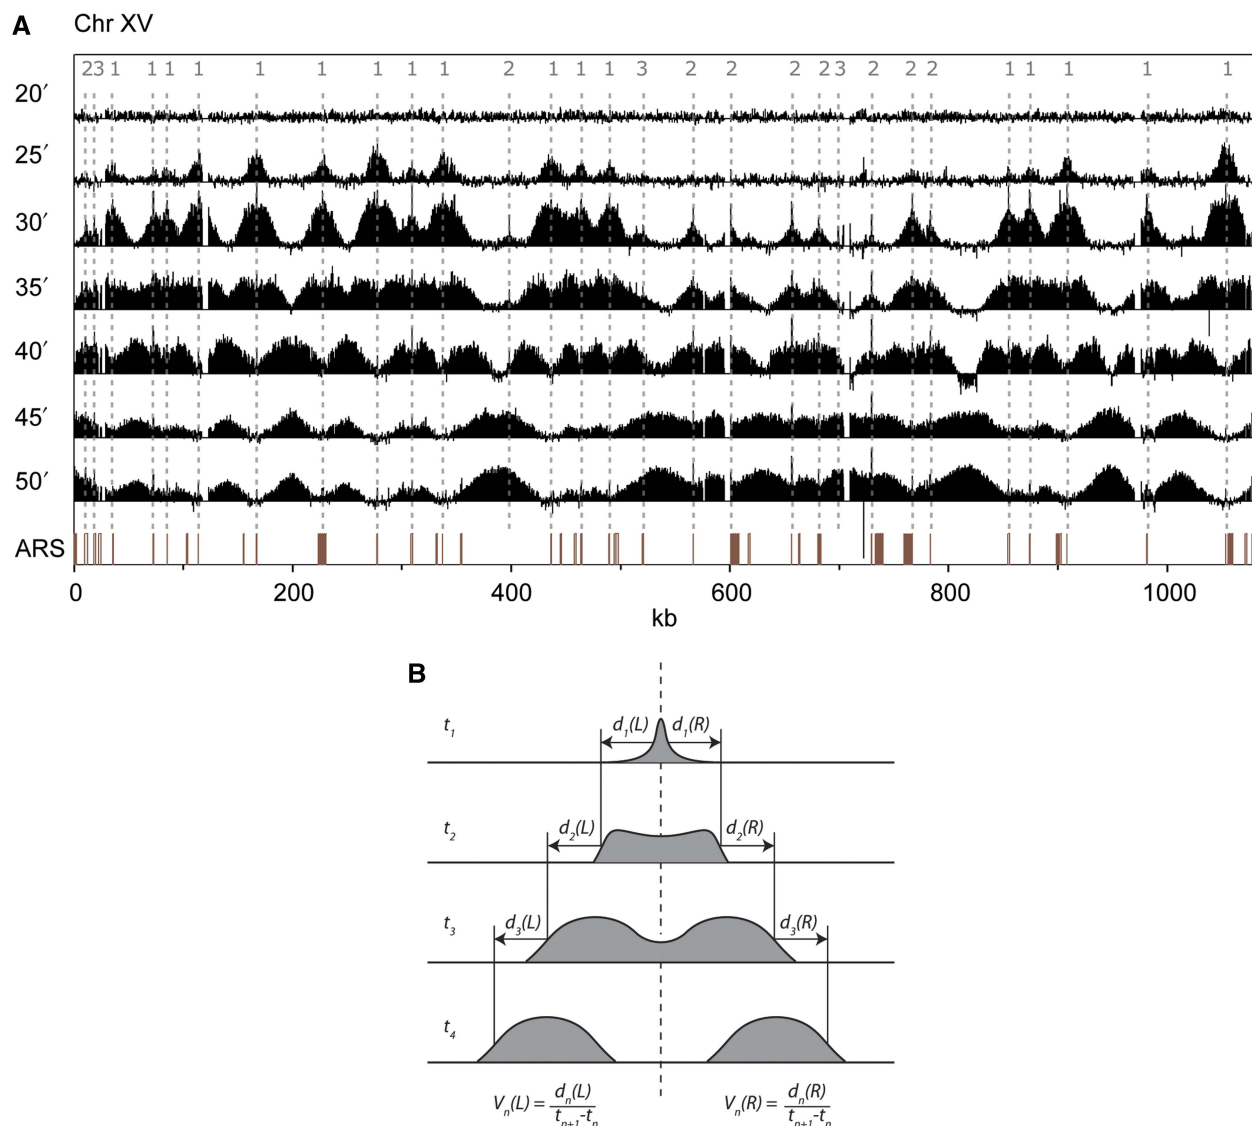 A Chr XV
2 3 1 1 1 1 1 1 1 1 1 2 1 1 1 3 2 2 2 2 3 2 2 2 1 1 1 1 1
20′
25′
30′
35′
40′
45′
50′
ARS
0 200 400 600 800 1000
kb
B
t1 d1(L) d1(R)
t2 d2(L) d2(R)
t3 d3(L) d3(R)
t4
Vn(L) = dn(L) / tn+1-tn Vn(R) = dn(R) / tn+1-tn